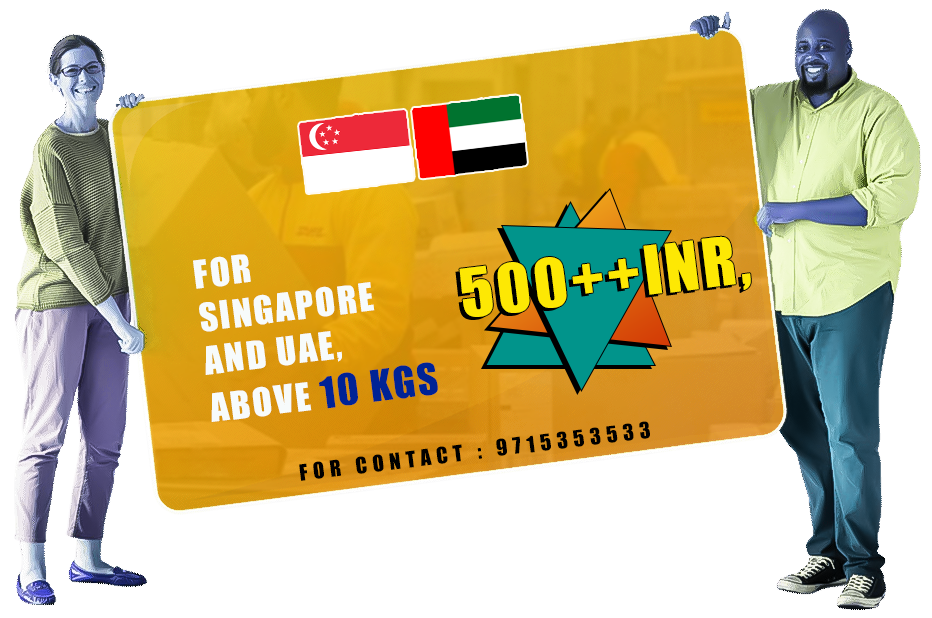 FOR
SINGAPORE
AND UAE,
ABOVE 10 KGS
500++INR,
FOR CONTACT : 9715353533